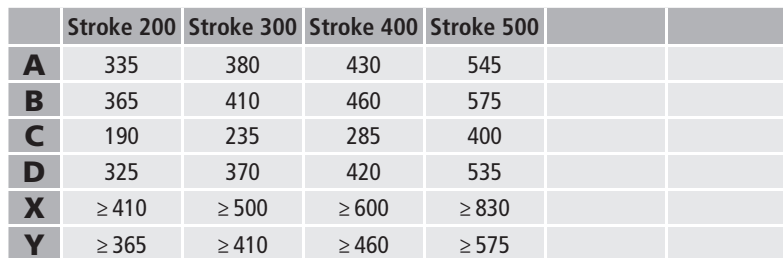 Stroke 200 Stroke 300 Stroke 400 Stroke 500
A 335 380 430 545
B 365 410 460 575
C 190 235 285 400
D 325 370 420 535
X ≥ 410 ≥ 500 ≥ 600 ≥ 830
Y ≥ 365 ≥ 410 ≥ 460 ≥ 575